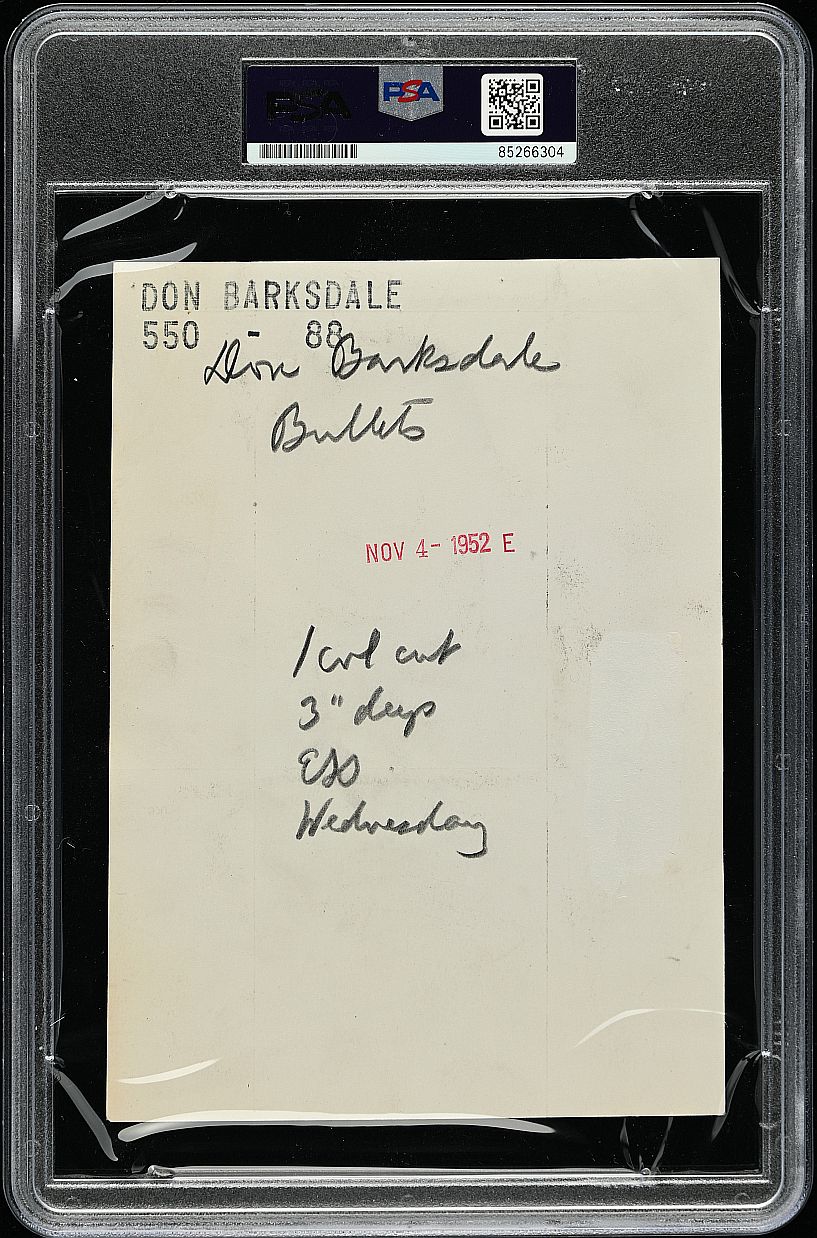 PSA
PSA
85266304
DON BARKSDALE
550 - 88
Don Barksdale
Bullets
NOV 4- 1952 E
1 col cut
3" deep
Wednesday